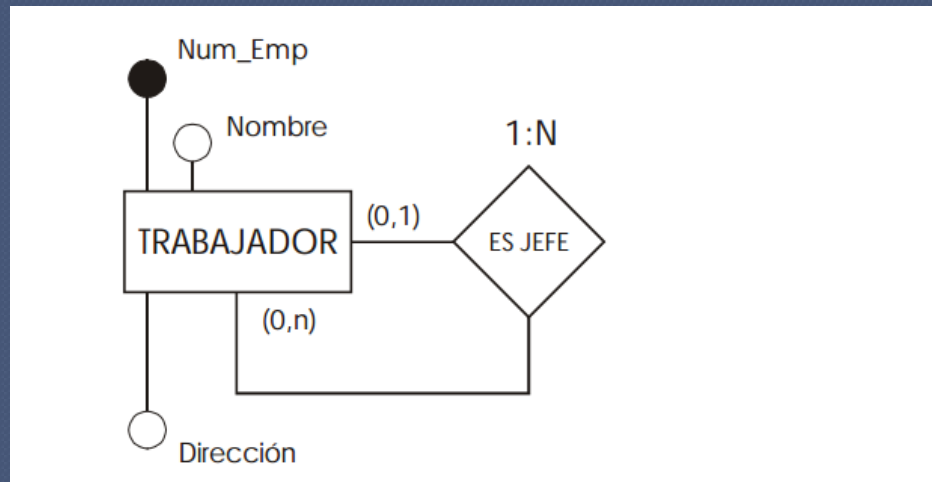 Num_Emp
Nombre
1:N
TRABAJADOR
(0,1)
ES JEFE
(0,n)
Dirección